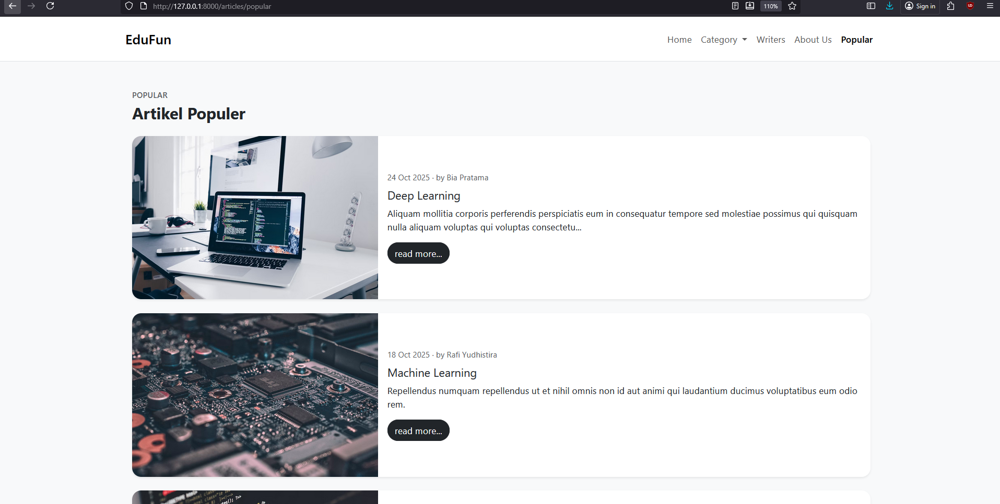 http://127.0.0.1:8000/articles/popular
110%
Sign in
EduFun
Home Category Writers About Us Popular
POPULAR
Artikel Populer
24 Oct 2025 · by Bia Pratama
Deep Learning
Aliquam mollitia corporis perferendis perspiciatis eum in consequatur tempore sed molestiae possimus qui quisquam
nulla aliquam voluptas qui voluptas consectetu...
read more...
18 Oct 2025 · by Rafi Yudhistira
Machine Learning
Repellendus numquam repellendus ut et nihil omnis non id aut animi qui laudantium ducimus voluptatibus eum odio
rem.
read more...